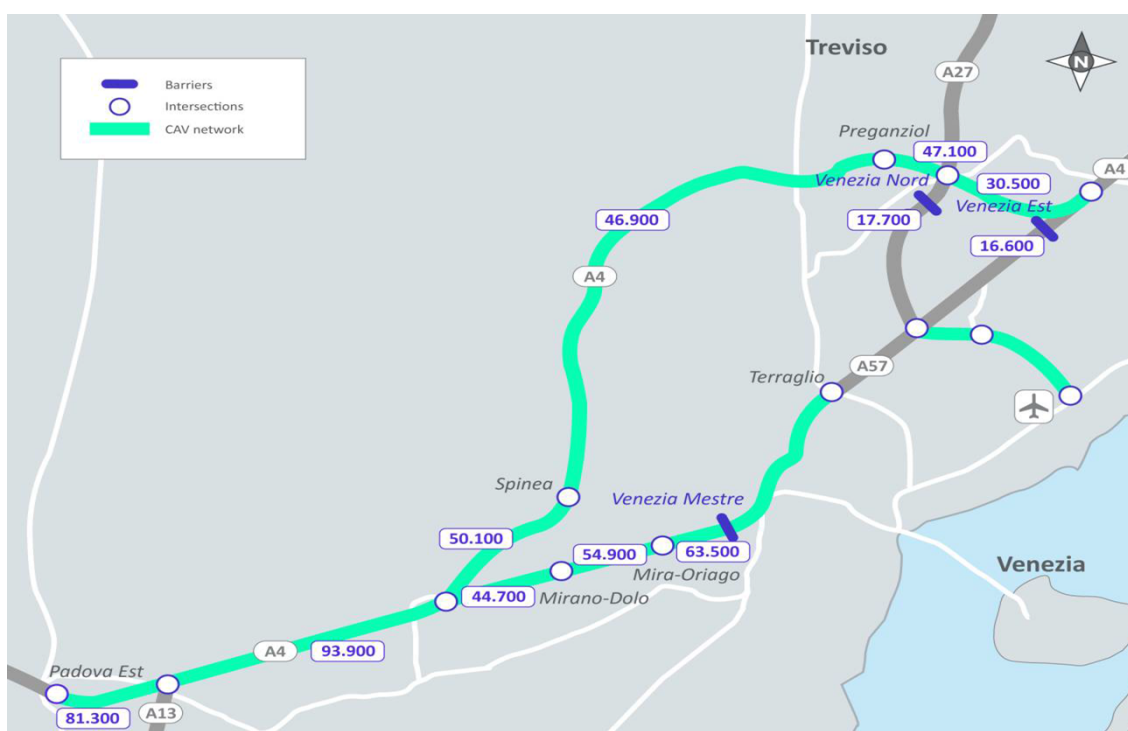 Treviso
N
Barriers
Intersections
CAV network
A27
Preganziol
47.100
A4
Venezia Nord
30.500
Venezia Est
46.900
17.700
16.600
A4
A57
Terraglio
Spinea
Venezia Mestre
50.100
54.900
63.500
Mira-Oriago
Venezia
44.700
Mirano-Dolo
A4
93.900
Padova Est
81.300
A13